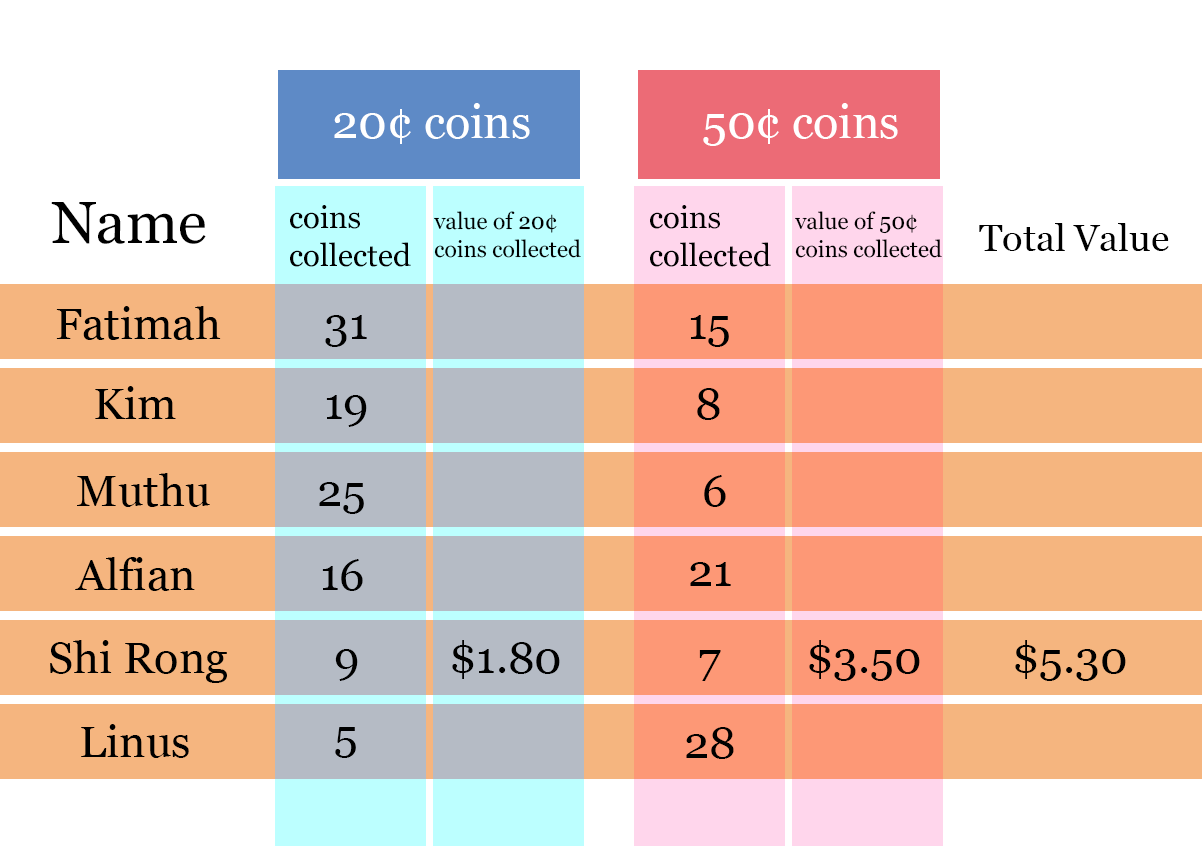 20¢ coins 50¢ coins
Name
coins collected
value of 20¢ coins collected
coins collected
value of 50¢ coins collected
Total Value
Fatimah 31 15
Kim 19 8
Muthu 25 6
Alfian 16 21
Shi Rong 9 $1.80 7 $3.50 $5.30
Linus 5 28